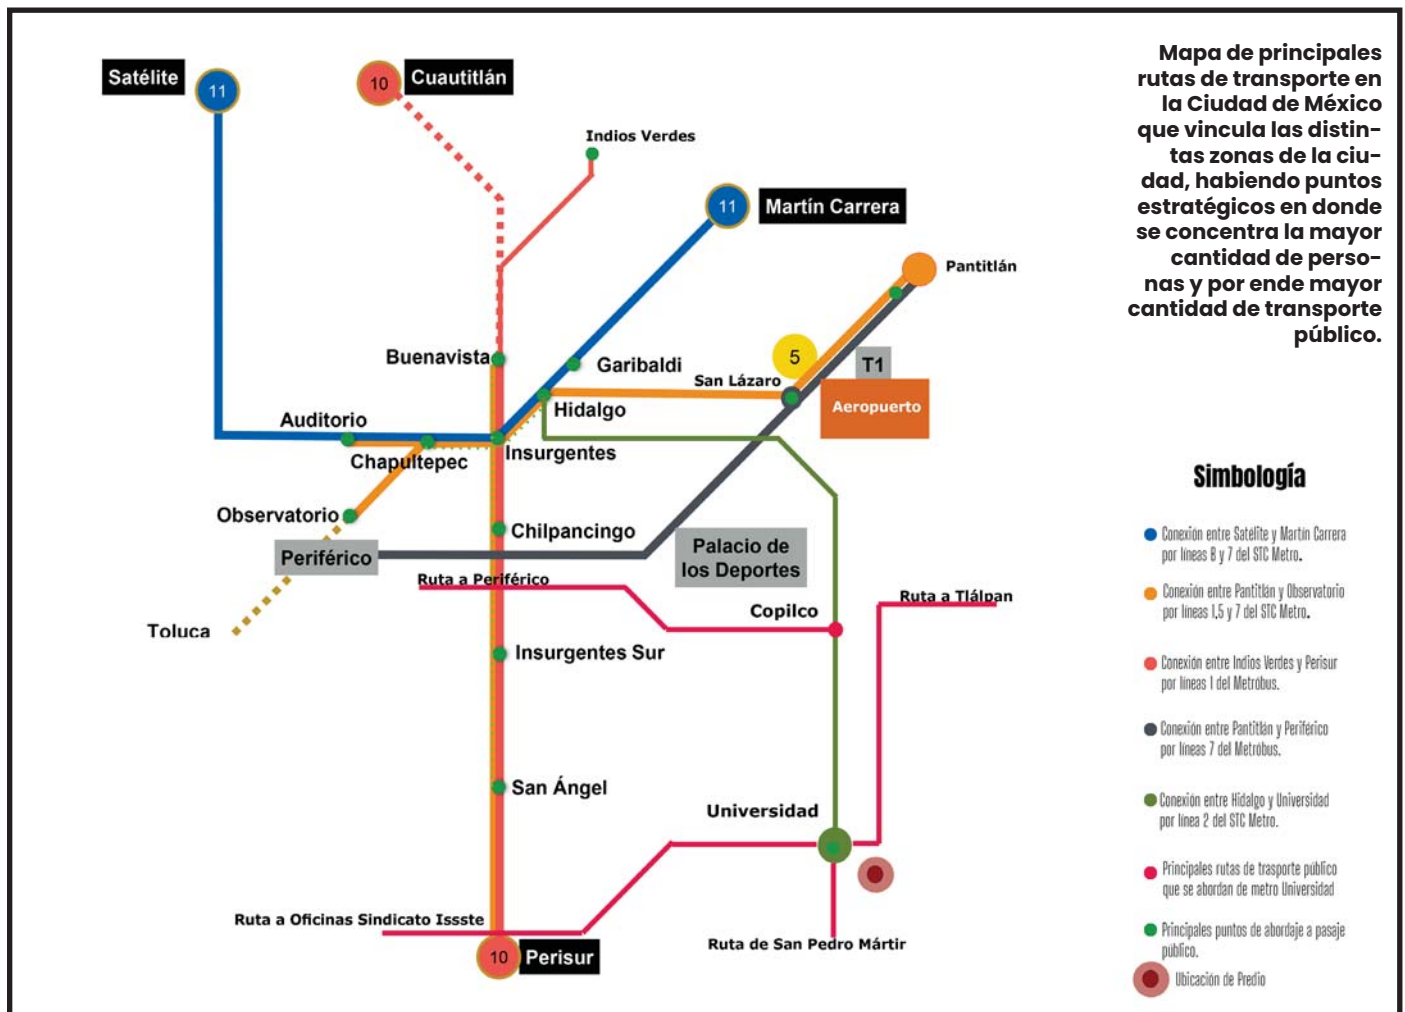 Mapa de principales
rutas de transporte en
la Ciudad de México
que vincula las distin-
tas zonas de la ciu-
dad, habiendo puntos
estratégicos en donde
se concentra la mayor
cantidad de perso-
nas y por ende mayor
cantidad de transporte
público.
Satélite
11
10
Cuautitlán
Indios Verdes
11
Martín Carrera
Pantitlán
Buenavista
Garibaldi
5
T1
San Lázaro
Aeropuerto
Auditorio
Hidalgo
Chapultepec
Insurgentes
Observatorio
Chilpancingo
Periférico
Palacio de
los Deportes
Ruta a Periférico
Copilco
Ruta a Tlálpan
Toluca
Insurgentes Sur
San Ángel
Universidad
Ruta a Oficinas Sindicato Issste
Ruta de San Pedro Mártir
10
Perisur
Simbología
Conexión entre Satélite y Martín Carrera
por líneas B y 7 del STC Metro.
Conexión entre Pantitlán y Observatorio
por líneas 1,5 y 7 del STC Metro.
Conexión entre Indios Verdes y Perisur
por líneas 1 del Metróbus.
Conexión entre Pantitlán y Periférico
por líneas 7 del Metróbus.
Conexión entre Hidalgo y Universidad
por línea 2 del STC Metro.
Principales rutas de trasporte público
que se abordan de metro Universidad
Principales puntos de abordaje a pasaje
público.
Ubicación de Predio